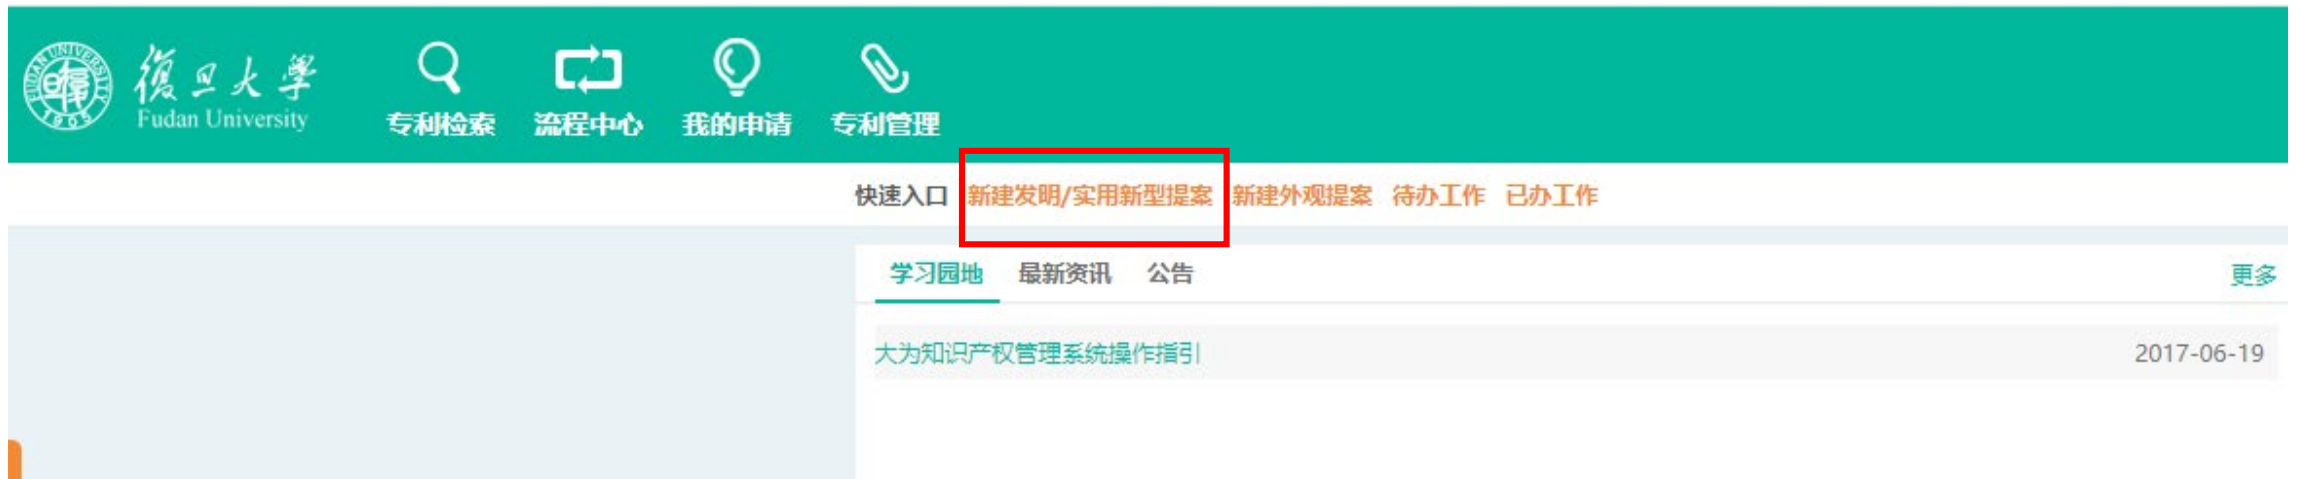 復旦大學
Fudan University
专利检索 流程中心 我的申请 专利管理
快速入口 新建发明/实用新型提案 新建外观提案 待办工作 已办工作
学习园地 最新资讯 公告 更多
大为知识产权管理系统操作指引 2017-06-19